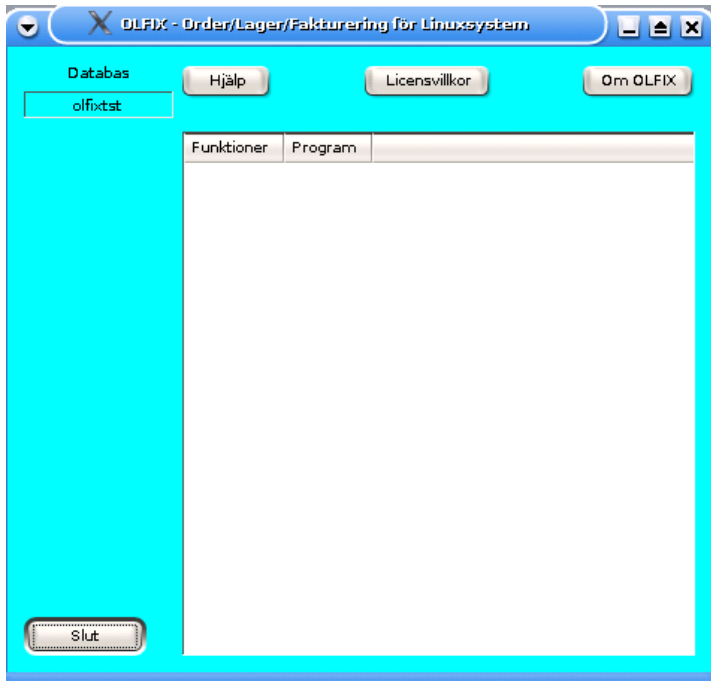 OLFIX - Order/Lager/Fakturering för Linuxsystem
Databas
Hjälp
Licensvillkor
Om OLFIX
olfixtst
Funktioner
Program
Slut